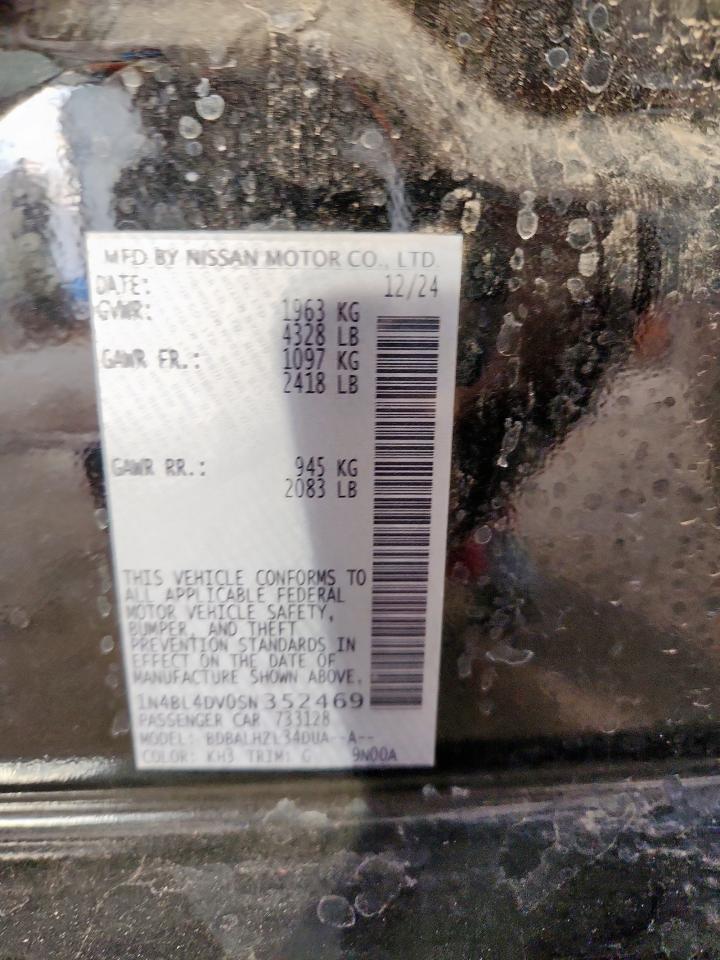 MFD BY NISSAN MOTOR CO., LTD.
DATE: 12/24
GVWR: 1963 KG
4328 LB
GAWR FR.: 1097 KG
2418 LB
GAWR RR.: 945 KG
2083 LB
THIS VEHICLE CONFORMS TO
ALL APPLICABLE FEDERAL
MOTOR VEHICLE SAFETY,
BUMPER, AND THEFT
PREVENTION STANDARDS IN
EFFECT ON THE DATE OF
MANUFACTURE SHOWN ABOVE.
1N4BL4DV0SN352469
PASSENGER CAR 733128
MODEL: BDBALHZL34DUA--A--
COLOR: KH3 TRIM: G 9N00A